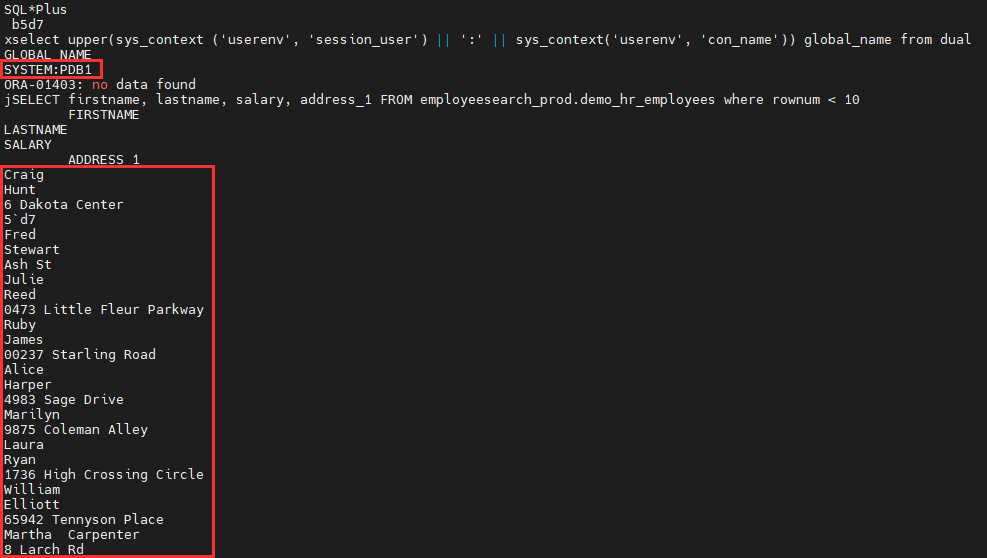 SQL*Plus
b5d7
xselect upper(sys_context ('userenv', 'session_user') || ':' || sys_context('userenv', 'con_name')) global_name from dual
GLOBAL_NAME
SYSTEM:PDB1
ORA-01403: no data found
jSELECT firstname, lastname, salary, address_1 FROM employeesearch_prod.demo_hr_employees where rownum < 10
FIRSTNAME
LASTNAME
SALARY
ADDRESS_1
Craig
Hunt
6 Dakota Center
5`d7
Fred
Stewart
Ash St
Julie
Reed
0473 Little Fleur Parkway
Ruby
James
00237 Starling Road
Alice
Harper
4983 Sage Drive
Marilyn
9875 Coleman Alley
Laura
Ryan
1736 High Crossing Circle
William
Elliott
65942 Tennyson Place
Martha  Carpenter
8 Larch Rd